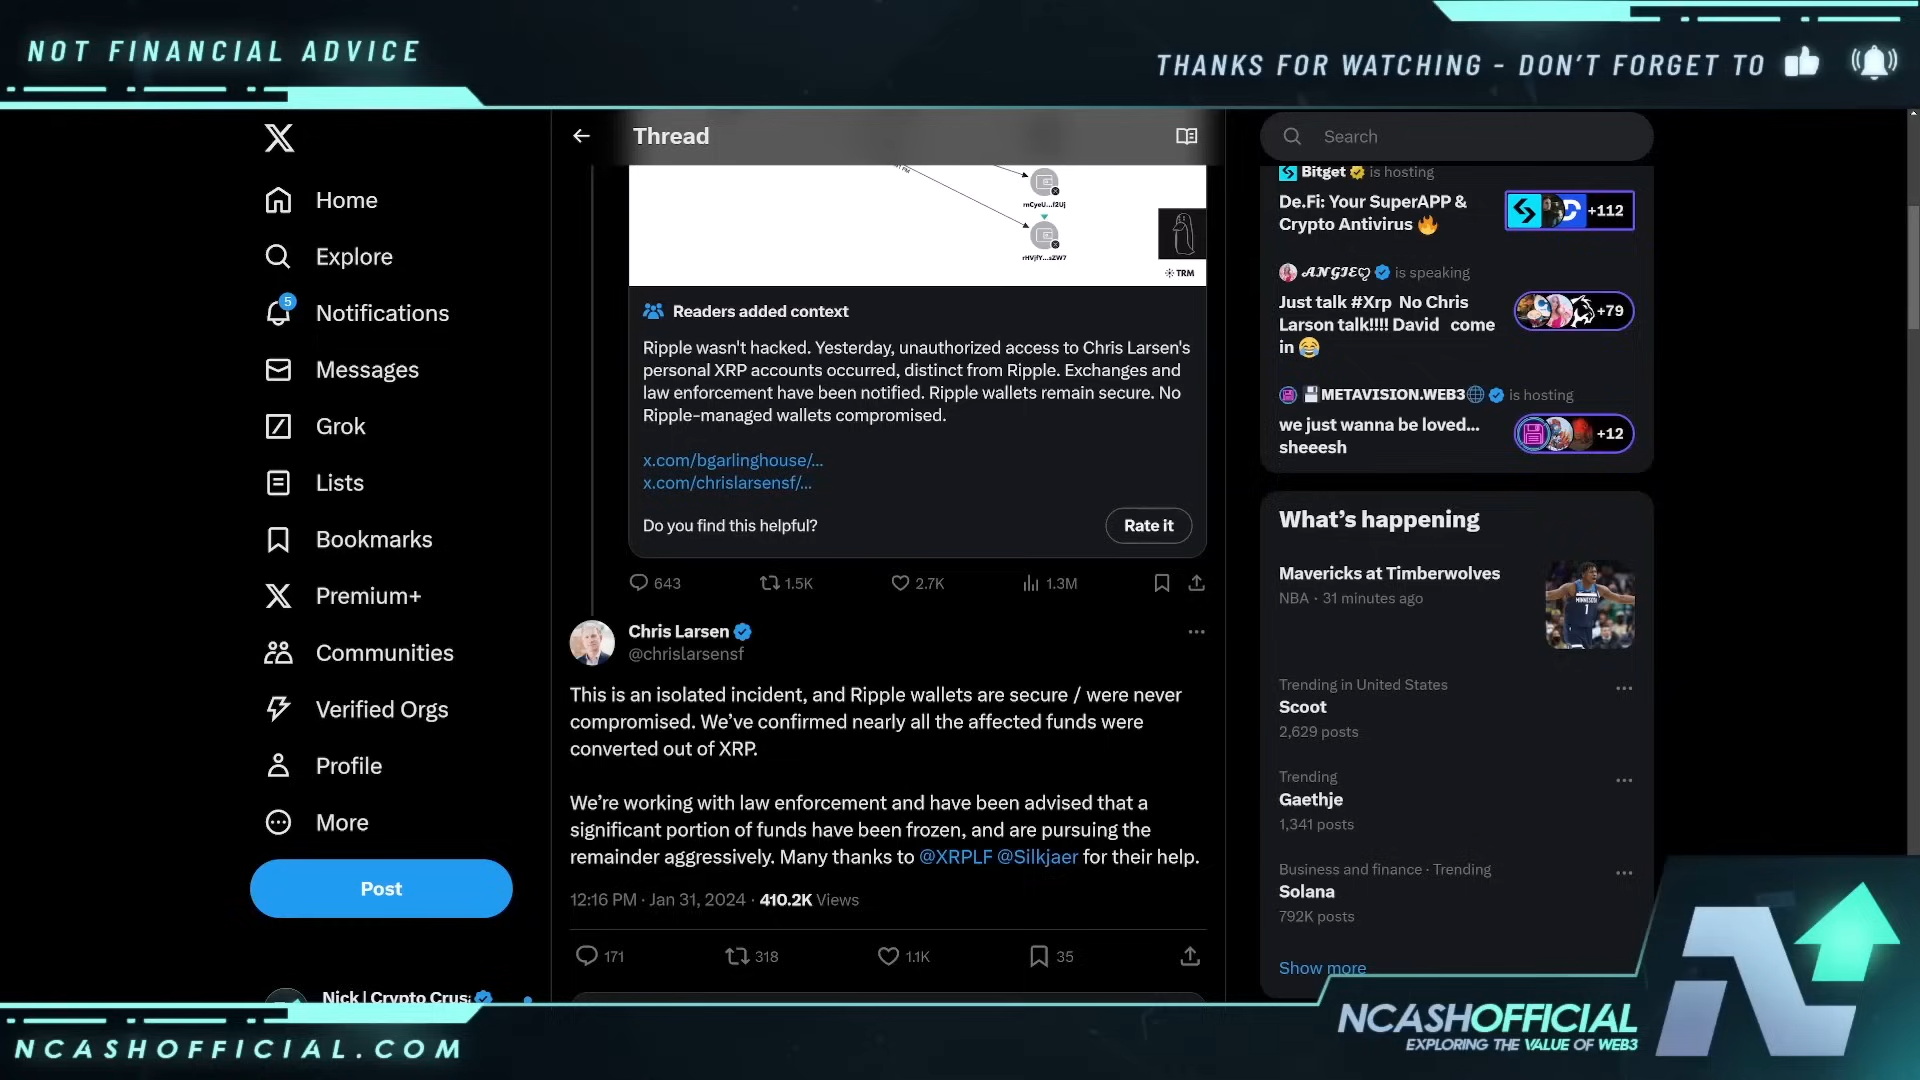 NOT FINANCIAL ADVICE
THANKS FOR WATCHING - DON'T FORGET TO
Home
Explore
5
Notifications
Messages
Grok
Lists
Bookmarks
Premium+
Communities
Verified Orgs
Profile
More
Post
Nick | Crypto Crus
Thread
rnCyeU...f2Uj
rHVjfY...sZW7
TRM
Readers added context
Ripple wasn't hacked. Yesterday, unauthorized access to Chris Larsen's
personal XRP accounts occurred, distinct from Ripple. Exchanges and
law enforcement have been notified. Ripple wallets remain secure. No
Ripple-managed wallets compromised.
x.com/bgarlinghouse/...
x.com/chrislarsensf/...
Do you find this helpful?
Rate it
643
1.5K
2.7K
1.3M
Chris Larsen
@chrislarsensf
This is an isolated incident, and Ripple wallets are secure / were never
compromised. We've confirmed nearly all the affected funds were
converted out of XRP.
We're working with law enforcement and have been advised that a
significant portion of funds have been frozen, and are pursuing the
remainder aggressively. Many thanks to @XRPLF @Silkjaer for their help.
12:16 PM · Jan 31, 2024 · 410.2K Views
171
318
1.1K
35
Search
Bitget is hosting
De.Fi: Your SuperAPP &
Crypto Antivirus 🔥
+112
𝓐𝓝𝓖𝓘𝓔ღ is speaking
Just talk #Xrp No Chris
Larson talk!!!! David come
in 😂
+79
💾METAVISION.WEB3🌐 is hosting
we just wanna be loved...
sheeesh
+12
What's happening
Mavericks at Timberwolves
NBA · 31 minutes ago
Trending in United States
Scoot
2,629 posts
Trending
Gaethje
1,341 posts
Business and finance · Trending
Solana
792K posts
Show more
NCASHOFFICIAL.COM
NCASHOFFICIAL
EXPLORING THE VALUE OF WEB3